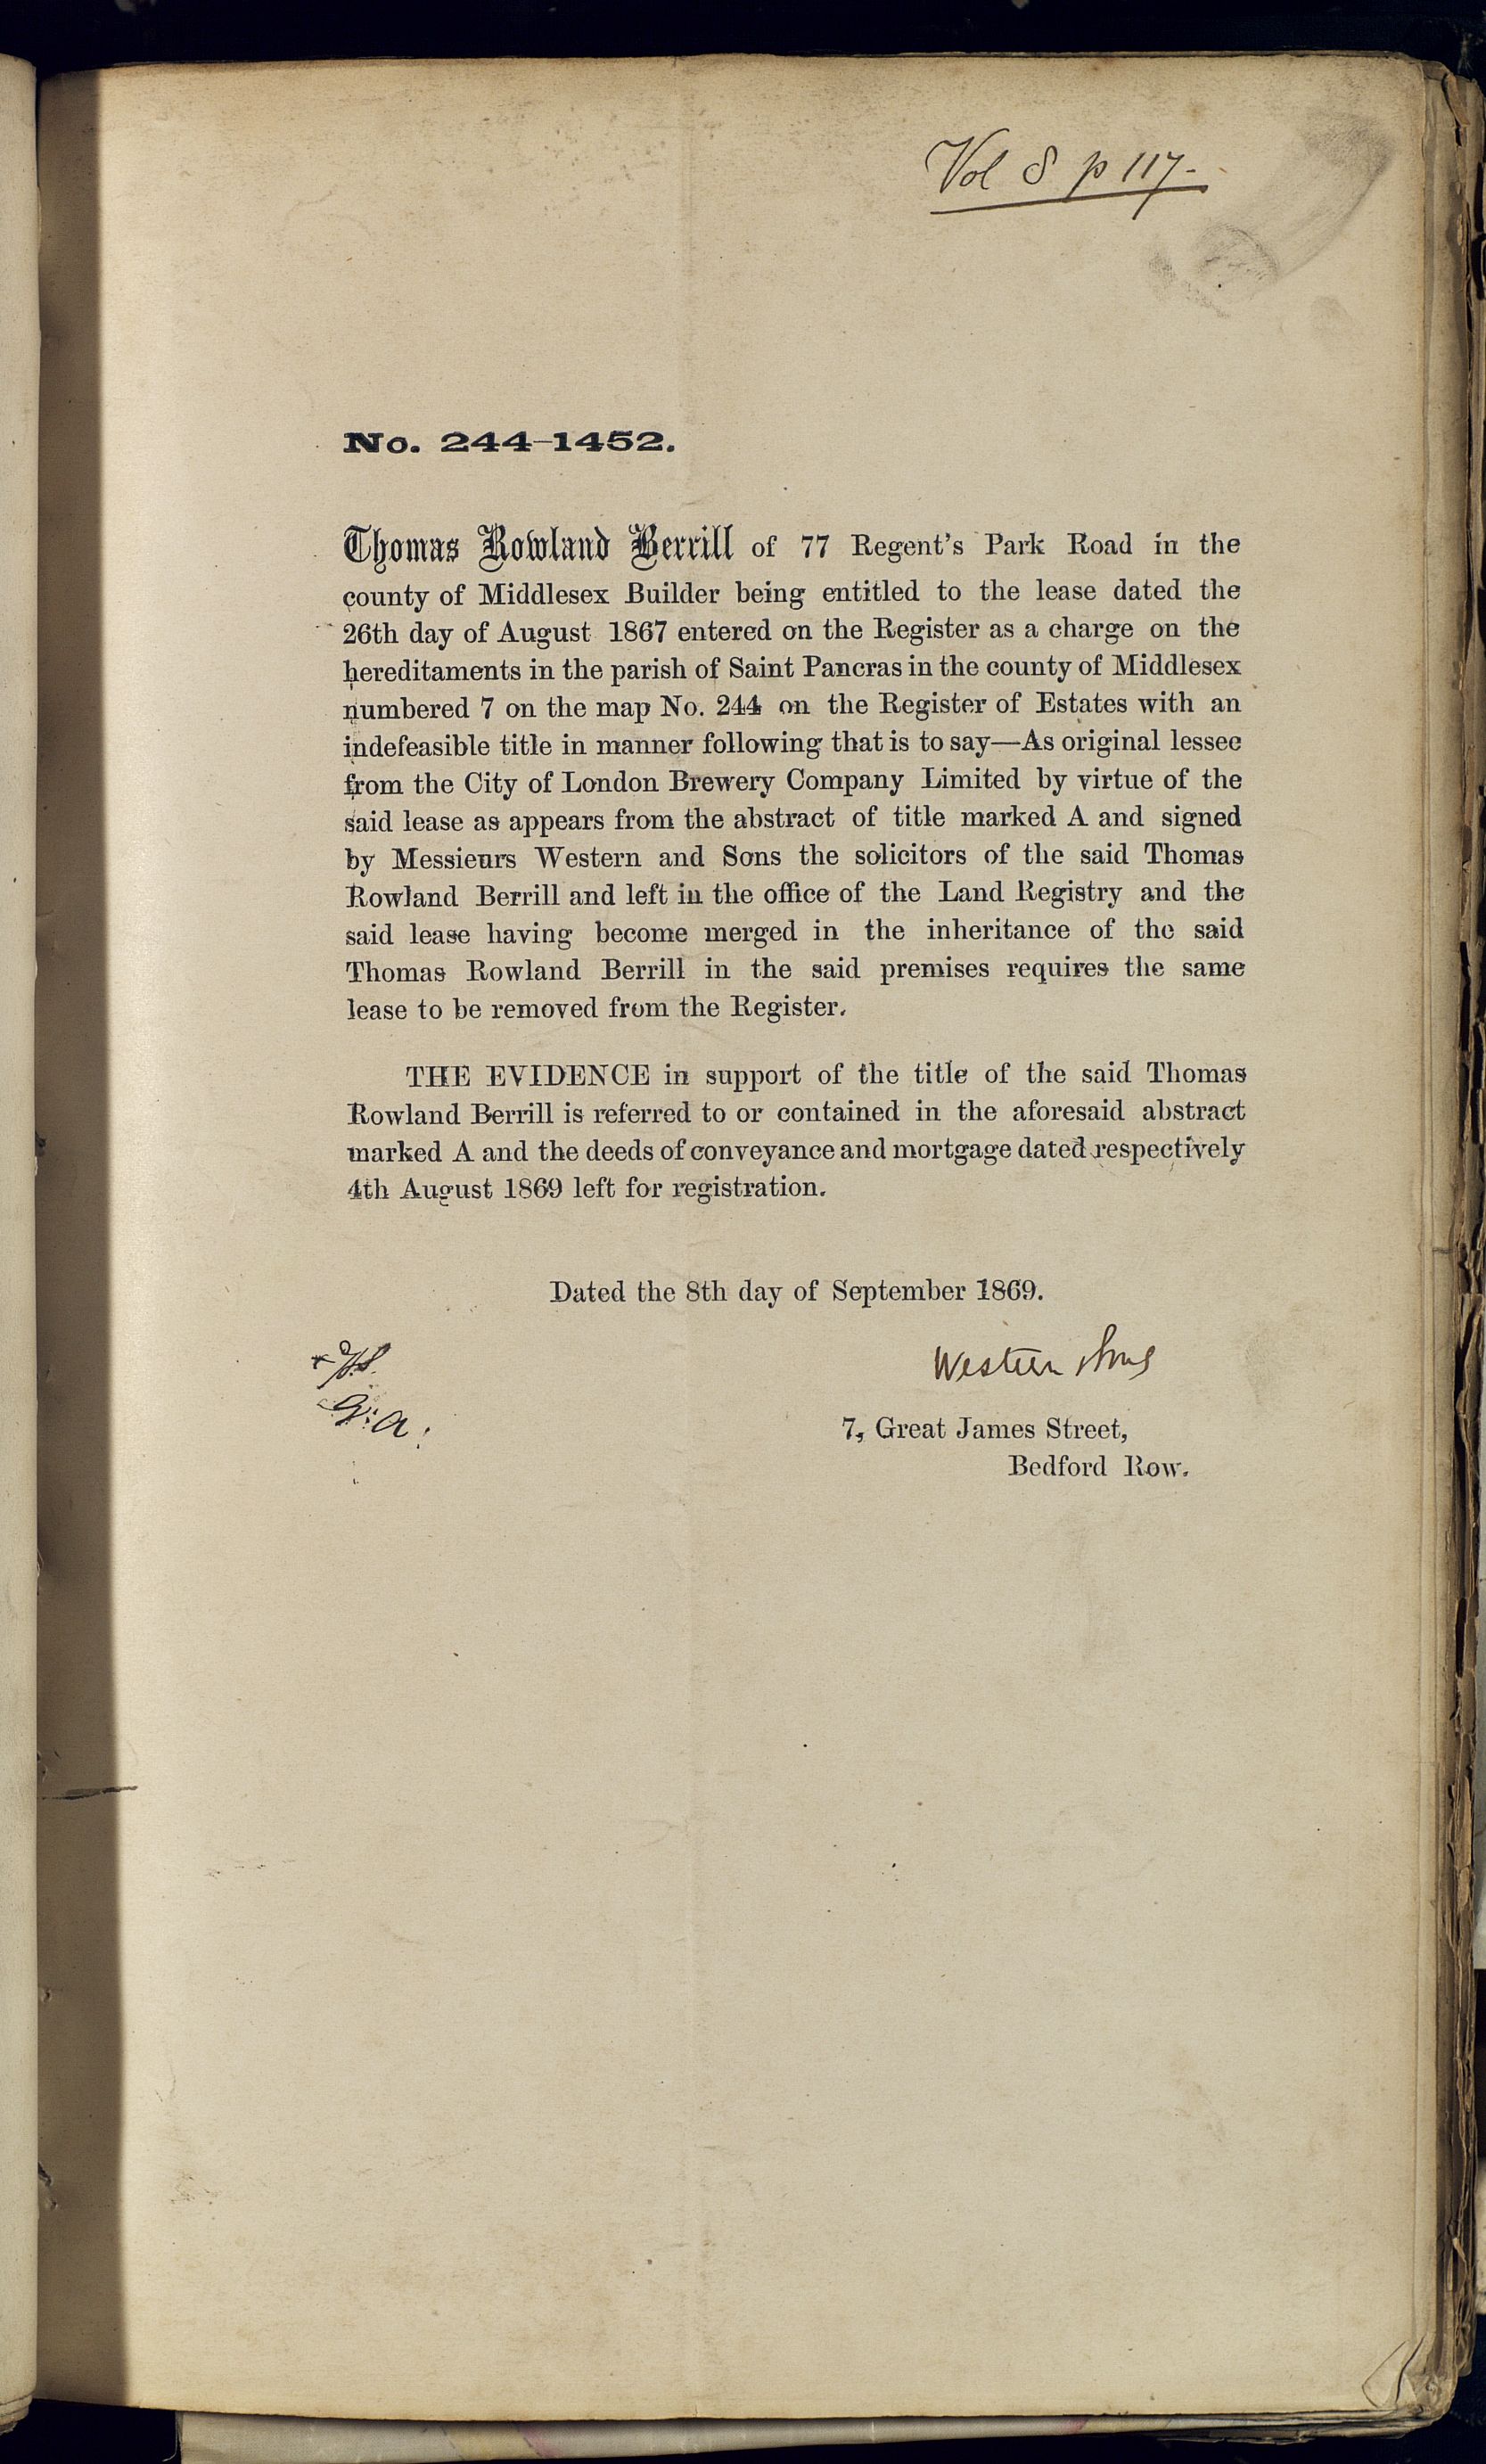 Vol 8 p 117-
No. 244-1452.
Thomas Rowland Berrill of 77 Regent's Park Road in the
county of Middlesex Builder being entitled to the lease dated the
26th day of August 1867 entered on the Register as a charge on the
hereditaments in the parish of Saint Pancras in the county of Middlesex
numbered 7 on the map No. 244 on the Register of Estates with an
indefeasible title in manner following that is to say—As original lessee
from the City of London Brewery Company Limited by virtue of the
said lease as appears from the abstract of title marked A and signed
by Messieurs Western and Sons the solicitors of the said Thomas
Rowland Berrill and left in the office of the Land Registry and the
said lease having become merged in the inheritance of the said
Thomas Rowland Berrill in the said premises requires the same
lease to be removed from the Register.
THE EVIDENCE in support of the title of the said Thomas
Rowland Berrill is referred to or contained in the aforesaid abstract
marked A and the deeds of conveyance and mortgage dated respectively
4th August 1869 left for registration.
Dated the 8th day of September 1869.
Western & Sons
7, Great James Street,
Bedford Row.